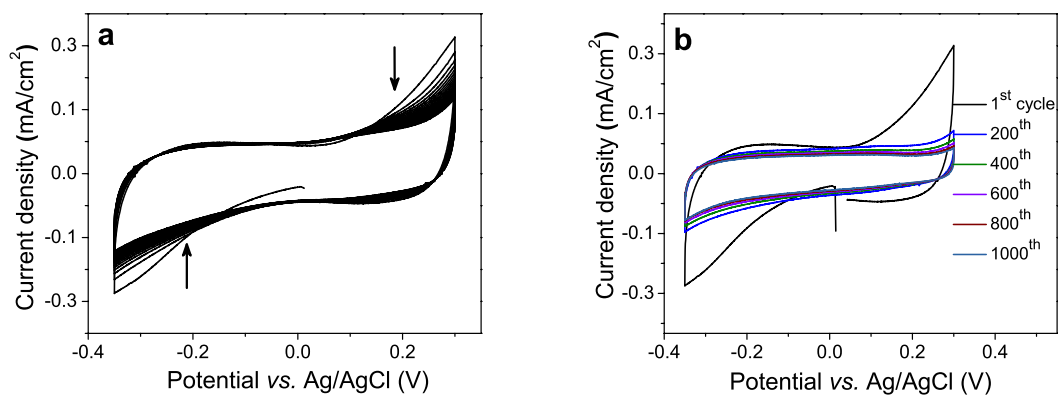 a
0.3
0.1
0.0
-0.1
-0.3
-0.4
-0.2
0.0
0.2
Current density (mA/cm²)
Potential vs. Ag/AgCl (V)
b
0.3
0.1
0.0
-0.1
-0.3
-0.4
-0.2
0.0
0.2
0.4
Current density (mA/cm²)
Potential vs. Ag/AgCl (V)
1st cycle
200th
400th
600th
800th
1000th